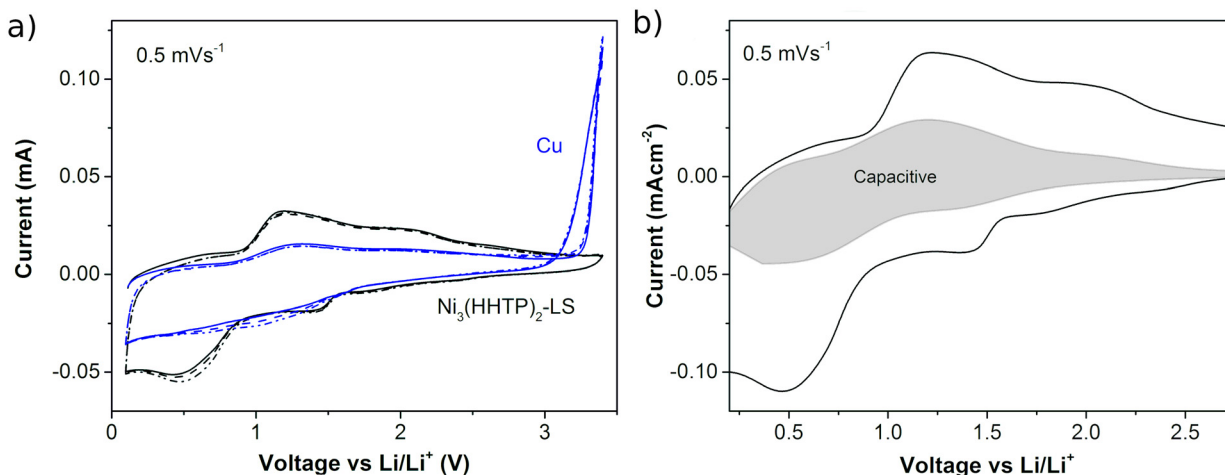 a)
0.5 mVs⁻¹
Cu
Ni₃(HHTP)₂-LS
0.10
0.05
0.00
-0.05
Current (mA)
0
1
2
3
Voltage vs Li/Li⁺ (V)
b)
0.5 mVs⁻¹
Capacitive
0.05
0.00
-0.05
-0.10
Current (mAcm⁻²)
0.5
1.0
1.5
2.0
2.5
Voltage vs Li/Li⁺